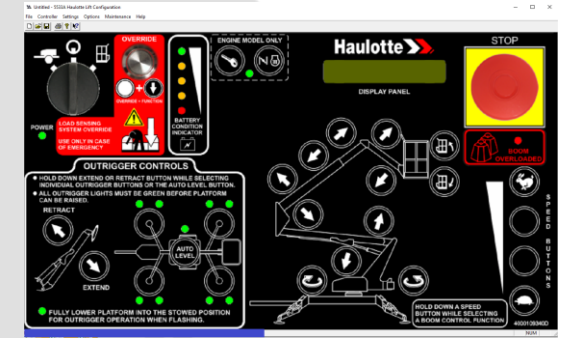 Untitled - 5533A Haulotte Lift Configuration
File Controller Settings Options Maintenance Help
OVERRIDE
ENGINE MODEL ONLY
Haulotte
STOP
DISPLAY PANEL
OVERRIDE + FUNCTION
BATTERY
CONDITION
INDICATOR
POWER
LOAD SENSING
SYSTEM OVERRIDE
USE ONLY IN CASE
OF EMERGENCY
BOOM
OVERLOADED
OUTRIGGER CONTROLS
● HOLD DOWN EXTEND OR RETRACT BUTTON WHILE SELECTING
INDIVIDUAL OUTRIGGER BUTTONS OR THE AUTO LEVEL BUTTON.
● ALL OUTRIGGER LIGHTS MUST BE GREEN BEFORE PLATFORM
CAN BE RAISED.
RETRACT
AUTO
LEVEL
EXTEND
FULLY LOWER PLATFORM INTO THE STOWED POSITION
FOR OUTRIGGER OPERATION WHEN FLASHING.
SPEED BUTTONS
HOLD DOWN A SPEED
BUTTON WHILE SELECTING
A BOOM CONTROL FUNCTION
4000109340D
NUM